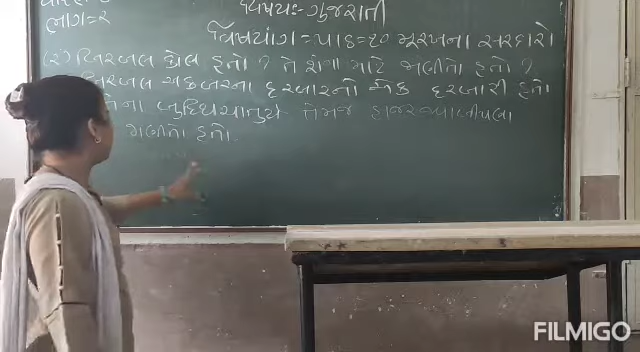 વિષયઃ- ગુજરાતી
ભાગ=૨
વિષયાંગ = પાઠ=૨૦ મૂરખના સરદારો
(૨) બિરબલ કોણ હતો ? તે શેના માટે જાણીતો હતો ?
બિરબલ અકબરના દરબારનો એક દરબારી હતો
તેના બુદ્ધિચાતુર્ય તેમજ હાજરજવાબીપણા
જાણીતો હતો.
FILMIGO